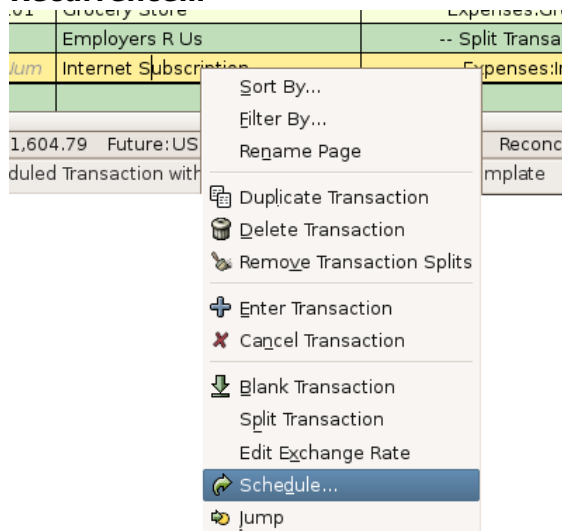 Grocery Store
Employers R Us -- Split Transa
Num Internet Subscription Expenses:I
Sort By...
Filter By...
1,604.79 Future:US Rename Page Reconc
duled Transaction with mplate
Duplicate Transaction
Delete Transaction
Remove Transaction Splits
Enter Transaction
Cancel Transaction
Blank Transaction
Split Transaction
Edit Exchange Rate
Schedule...
Jump